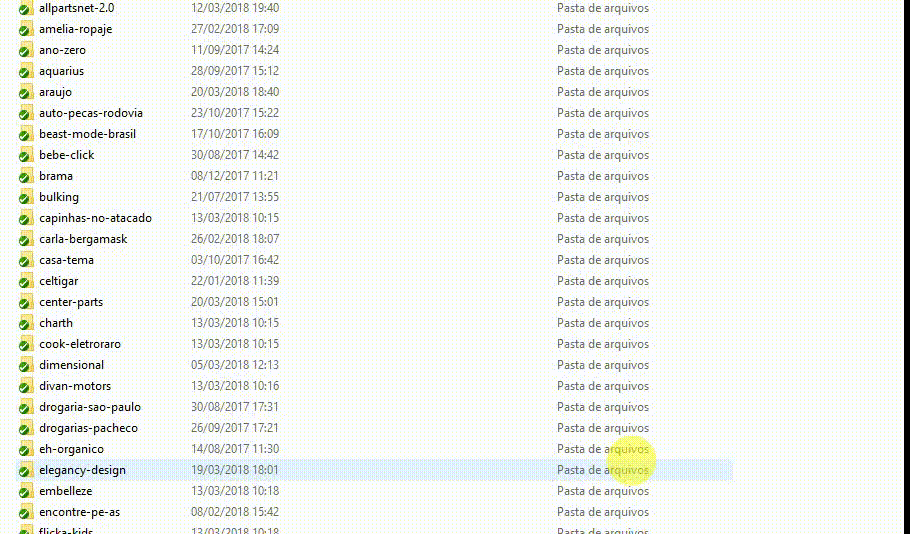 allpartsnet-2.0 12/03/2018 19:40 Pasta de arquivos
amelia-ropaje 27/02/2018 17:09 Pasta de arquivos
ano-zero 11/09/2017 14:24 Pasta de arquivos
aquarius 28/09/2017 15:12 Pasta de arquivos
araujo 20/03/2018 18:40 Pasta de arquivos
auto-pecas-rodovia 23/10/2017 15:22 Pasta de arquivos
beast-mode-brasil 17/10/2017 16:09 Pasta de arquivos
bebe-click 30/08/2017 14:42 Pasta de arquivos
brama 08/12/2017 11:21 Pasta de arquivos
bulking 21/07/2017 13:55 Pasta de arquivos
capinhas-no-atacado 13/03/2018 10:15 Pasta de arquivos
carla-bergamask 26/02/2018 18:07 Pasta de arquivos
casa-tema 03/10/2017 16:42 Pasta de arquivos
celtigar 22/01/2018 11:39 Pasta de arquivos
center-parts 20/03/2018 15:01 Pasta de arquivos
charth 13/03/2018 10:15 Pasta de arquivos
cook-eletroraro 13/03/2018 10:15 Pasta de arquivos
dimensional 05/03/2018 12:13 Pasta de arquivos
divan-motors 13/03/2018 10:16 Pasta de arquivos
drogaria-sao-paulo 30/08/2017 17:31 Pasta de arquivos
drogarias-pacheco 26/09/2017 17:21 Pasta de arquivos
eh-organico 14/08/2017 11:30 Pasta de arquivos
elegancy-design 19/03/2018 18:01 Pasta de arquivos
embelleze 13/03/2018 10:18 Pasta de arquivos
encontre-pe-as 08/02/2018 15:42 Pasta de arquivos
flicka-kids 13/03/2018 10:18 Pasta de arquivos